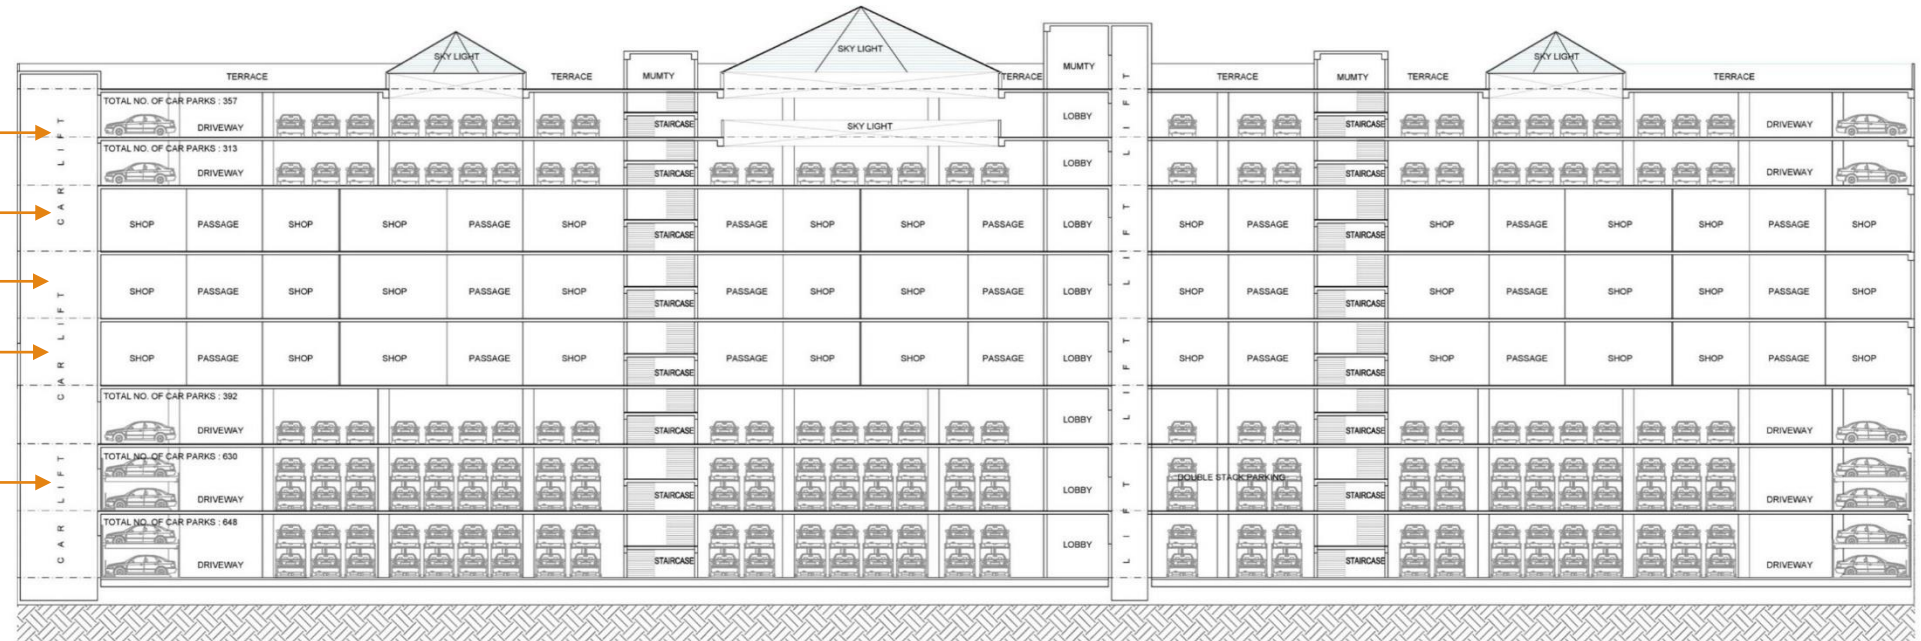 SKY LIGHT
SKY LIGHT
SKY LIGHT
TERRACE TERRACE MUMTY TERRACE MUMTY TERRACE MUMTY TERRACE TERRACE
TOTAL NO. OF CAR PARKS : 357
DRIVEWAY STAIRCASE SKY LIGHT LOBBY STAIRCASE DRIVEWAY
TOTAL NO. OF CAR PARKS : 313
DRIVEWAY STAIRCASE LOBBY STAIRCASE DRIVEWAY
SHOP PASSAGE SHOP SHOP PASSAGE SHOP STAIRCASE PASSAGE SHOP SHOP PASSAGE LOBBY SHOP PASSAGE STAIRCASE SHOP PASSAGE SHOP SHOP PASSAGE SHOP
SHOP PASSAGE SHOP SHOP PASSAGE SHOP STAIRCASE PASSAGE SHOP SHOP PASSAGE LOBBY SHOP PASSAGE STAIRCASE SHOP PASSAGE SHOP SHOP PASSAGE SHOP
SHOP PASSAGE SHOP SHOP PASSAGE SHOP STAIRCASE PASSAGE SHOP SHOP PASSAGE LOBBY SHOP PASSAGE STAIRCASE SHOP PASSAGE SHOP SHOP PASSAGE SHOP
TOTAL NO. OF CAR PARKS : 392
DRIVEWAY STAIRCASE LOBBY STAIRCASE DRIVEWAY
TOTAL NO. OF CAR PARKS : 630
DOUBLE STACK PARKING
DRIVEWAY STAIRCASE LOBBY STAIRCASE DRIVEWAY
TOTAL NO. OF CAR PARKS : 648
DRIVEWAY STAIRCASE LOBBY STAIRCASE DRIVEWAY
CAR LIFT
CAR LIFT
CAR LIFT
LIFT
LIFT
LIFT
LIFT